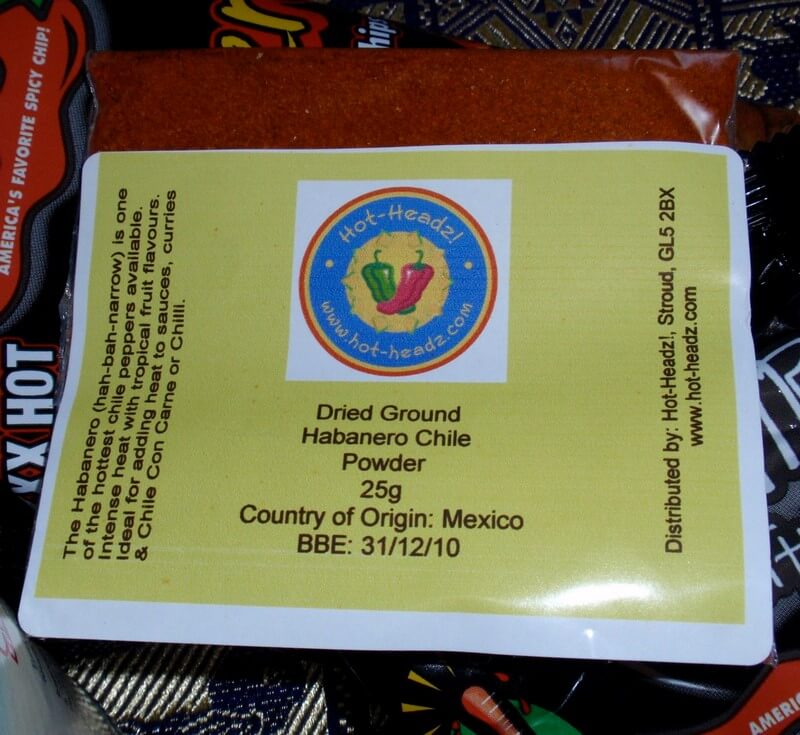 AMERICA'S FAVORITE SPICY CHIP!
XX HOT
The Habanero (hah-bah-narrow) is one
of the hottest chile peppers available.
Intense heat with tropical fruit flavours.
Ideal for adding heat to sauces, curries
& Chile Con Carne or Chilli.
Hot-Headz!
www.hot-headz.com
Dried Ground
Habanero Chile
Powder
25g
Country of Origin: Mexico
BBE: 31/12/10
Distributed by: Hot-Headz!, Stroud, GL5 2BX
www.hot-headz.com